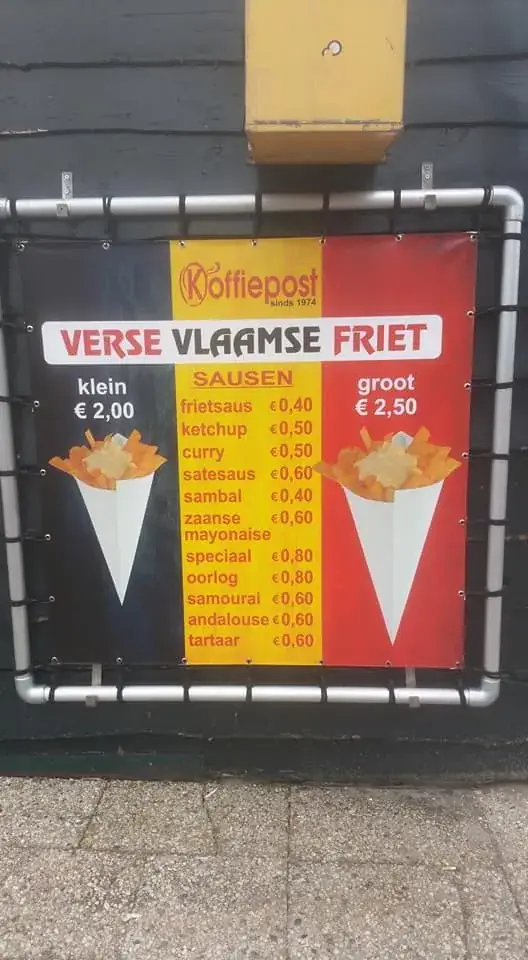 Koffiepost
sinds 1974
VERSE VLAAMSE FRIET
klein
€ 2,00
SAUSEN
frietsaus €0,40
ketchup €0,50
curry €0,50
satesaus €0,60
sambal €0,40
zaanse €0,60
mayonaise
speciaal €0,80
oorlog €0,80
samourai €0,60
andalouse €0,60
tartaar €0,60
groot
€ 2,50